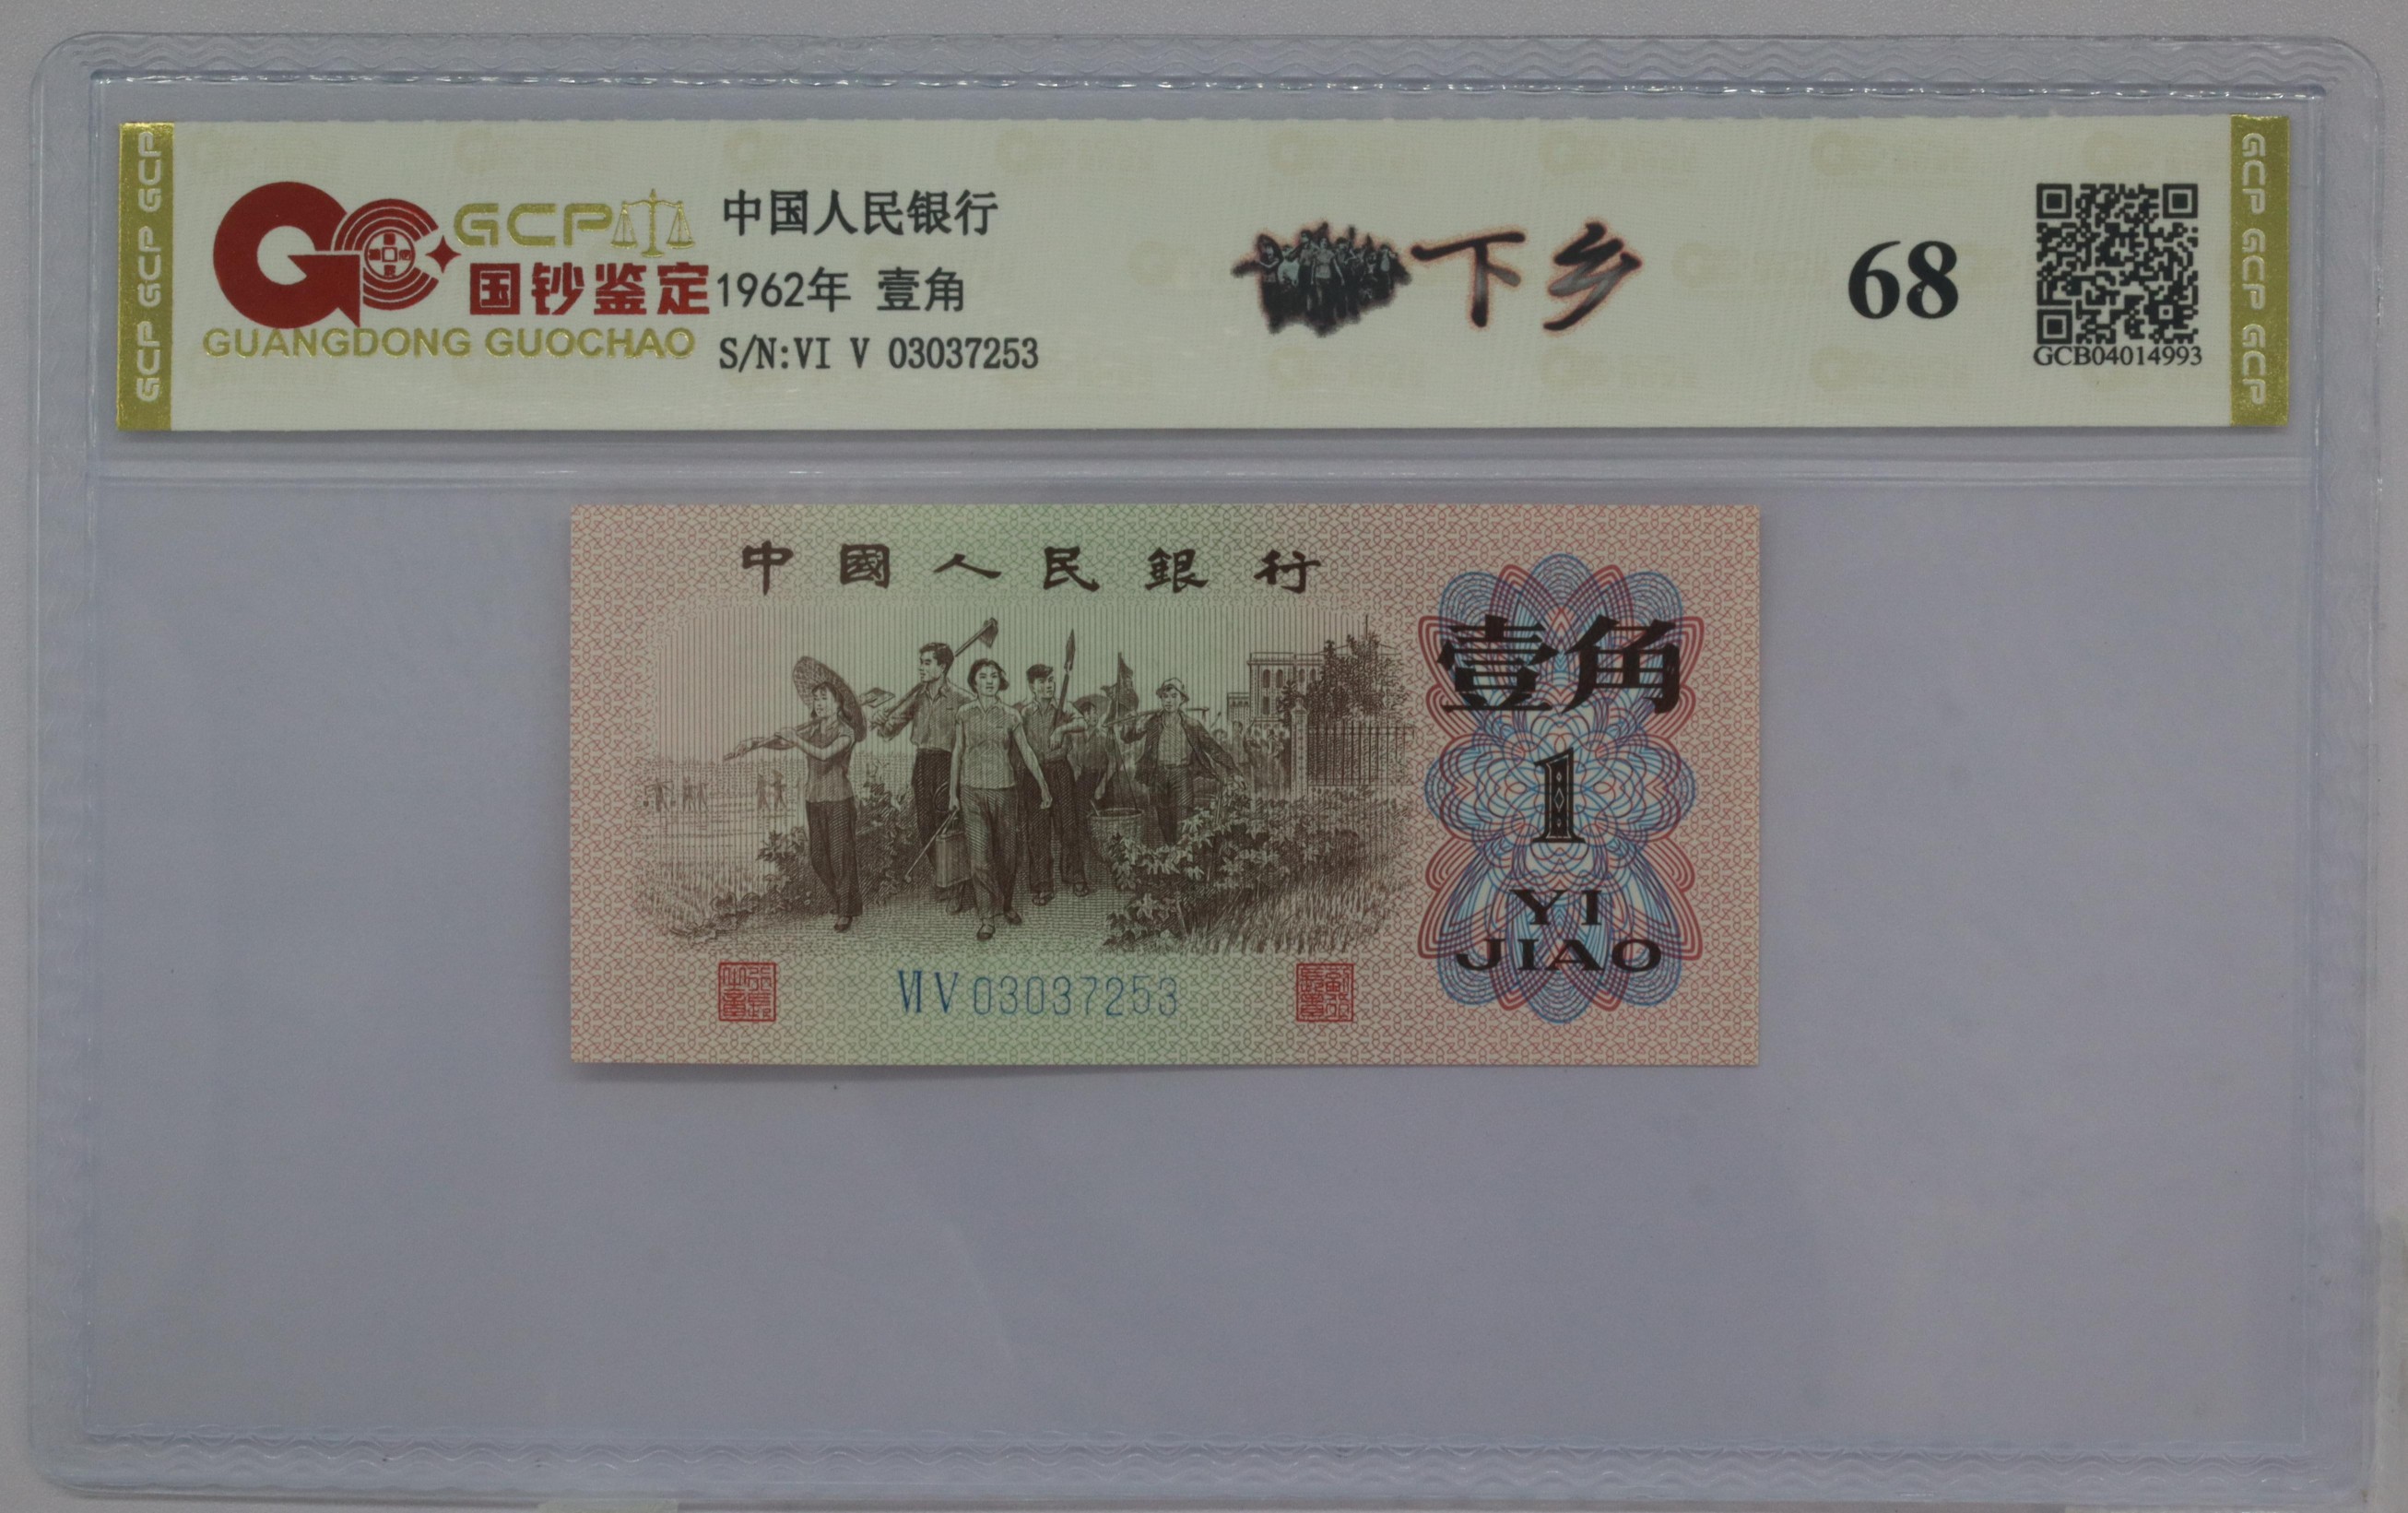 GCP GCP GCP
GCP
国钞鉴定
GUANGDONG GUOCHAO
中国人民银行
1962年 壹角
S/N:VI V 03037253
下乡
68
GCB04014993
GCP GCP GCP
中國人民銀行
壹角
1
YI
JIAO
VI V 03037253